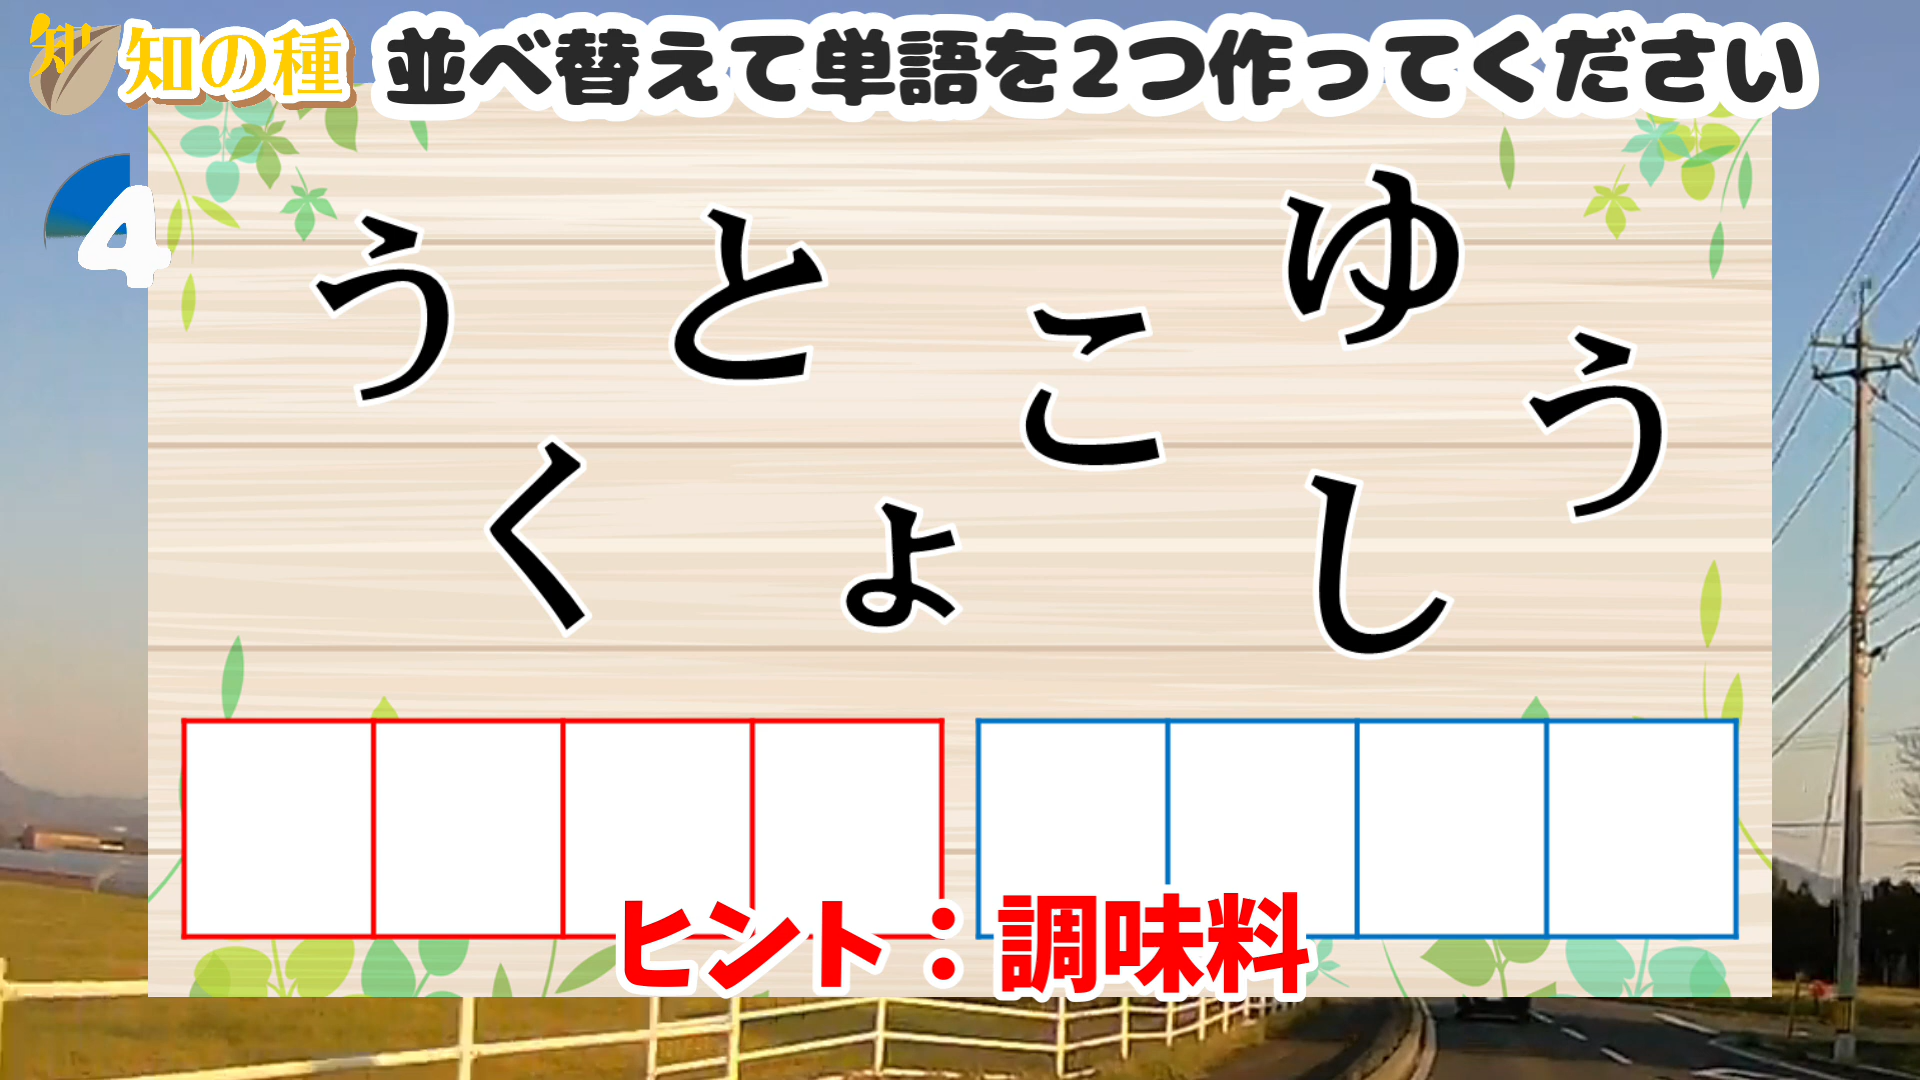 知 知の種 並べ替えて単語を2つ作ってください
4
う と こ ゆ う
く ょ し
ヒント：調味料